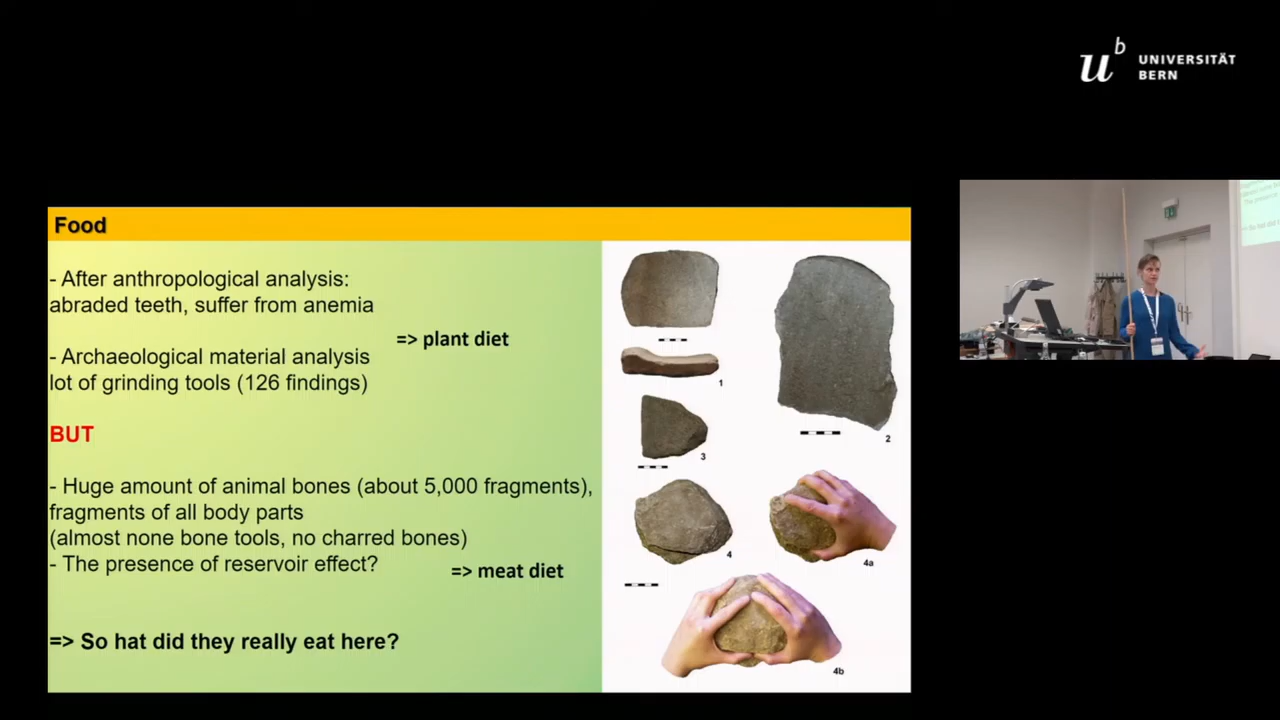 u b UNIVERSITÄT
BERN
Food
- After anthropological analysis:
abraded teeth, suffer from anemia
=> plant diet
- Archaeological material analysis
lot of grinding tools (126 findings)
BUT
- Huge amount of animal bones (about 5,000 fragments),
fragments of all body parts
(almost none bone tools, no charred bones)
- The presence of reservoir effect?
=> meat diet
=> So hat did they really eat here?
1
2
3
4
4a
4b